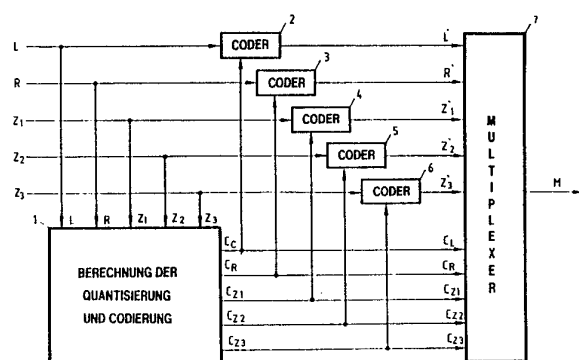 2
7
L CODER L'
3
R CODER R'
4
Z1 CODER Z'1
5
Z2 CODER Z'2
6
Z3 CODER Z'3
M
MULTIPLEXER
1 L R Z1 Z2 Z3
CC CL
BERECHNUNG DER CR CR
QUANTISIERUNG CZ1 CZ1
UND CODIERUNG CZ2 CZ2
CZ3 CZ3